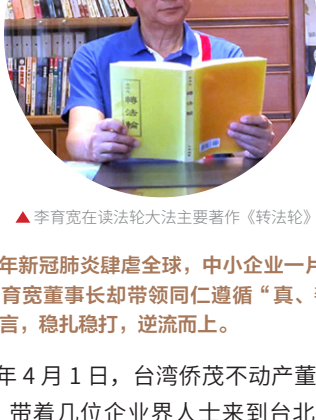 轉法輪
▲李育宽在读法轮大法主要著作《转法轮》
年新冠肺炎肆虐全球，中小企业一片
育宽董事长却带领同仁遵循“真、
言，稳扎稳打，逆流而上。
年 4 月 1 日，台湾侨茂不动产董
带着几位企业界人士来到台北